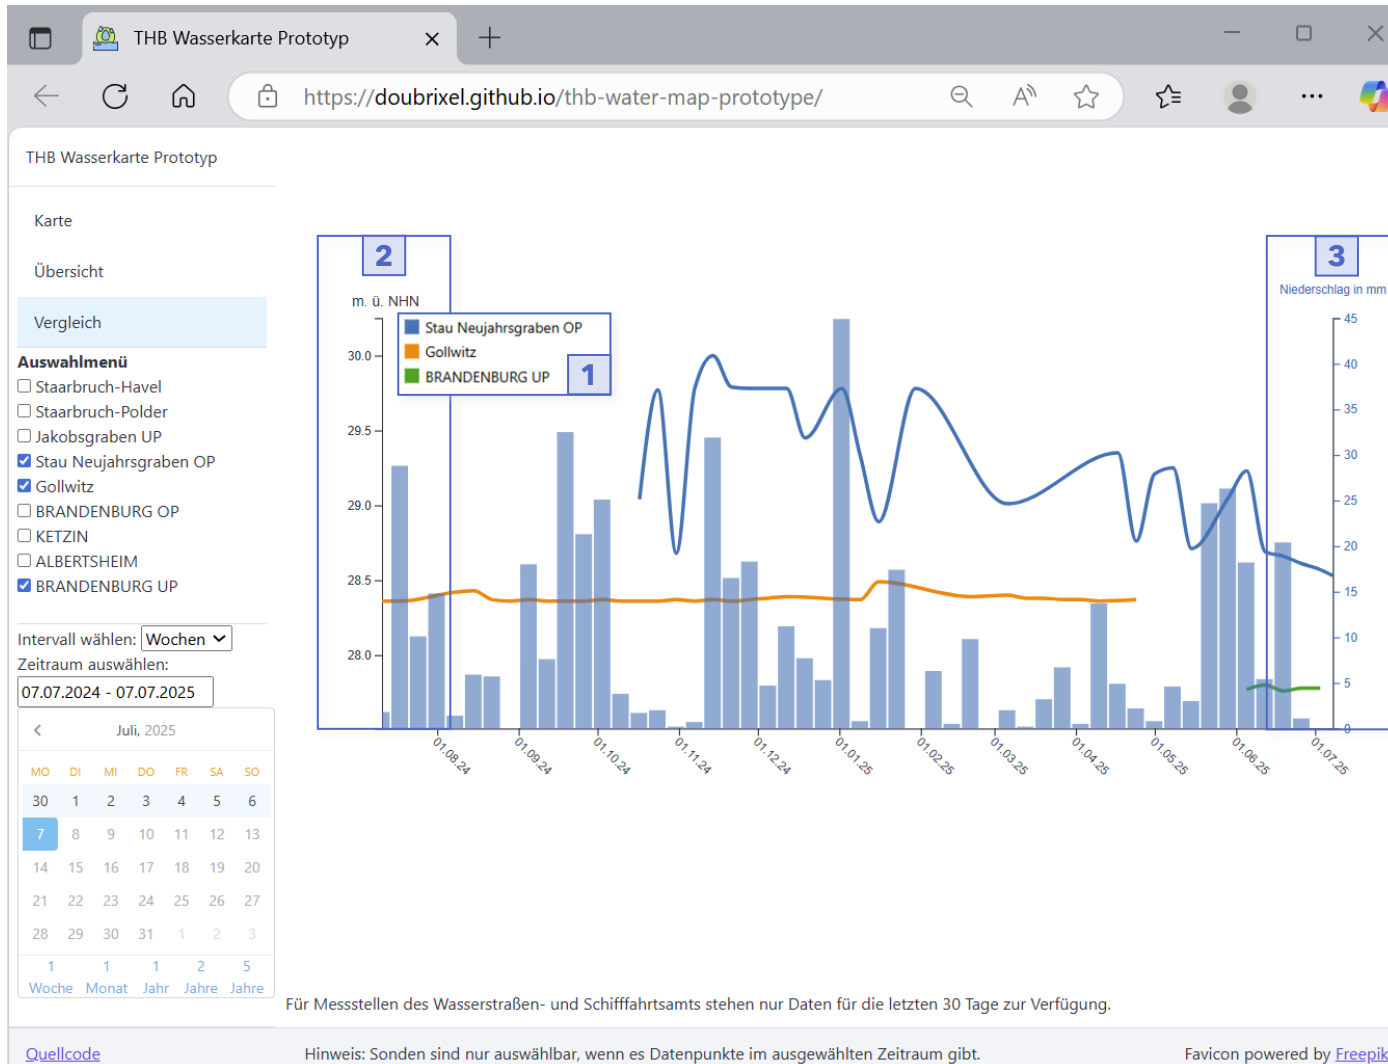 THB Wasserkarte Prototyp
https://doubrixel.github.io/thb-water-map-prototype/
THB Wasserkarte Prototyp
Karte
Übersicht
Vergleich
Auswahlmenü
Staarbruch-Havel
Staarbruch-Polder
Jakobsgraben UP
Stau Neujahrsgraben OP
Gollwitz
BRANDENBURG OP
KETZIN
ALBERTSHEIM
BRANDENBURG UP
Intervall wählen: Wochen
Zeitraum auswählen:
07.07.2024 - 07.07.2025
Juli, 2025
MO DI MI DO FR SA SO
30 1 2 3 4 5 6
7 8 9 10 11 12 13
14 15 16 17 18 19 20
21 22 23 24 25 26 27
28 29 30 31 1 2 3
1 Woche 1 Monat 1 Jahr 2 Jahre 5 Jahre
2
m. ü. NHN
30.0
29.5
29.0
28.5
28.0
Stau Neujahrsgraben OP
Gollwitz
BRANDENBURG UP
1
3
Niederschlag in mm
45
40
35
30
25
20
15
10
5
0
01.08.24 01.09.24 01.10.24 01.11.24 01.12.24 01.01.25 01.02.25 01.03.25 01.04.25 01.05.25 01.06.25 01.07.25
Für Messstellen des Wasserstraßen- und Schifffahrtsamts stehen nur Daten für die letzten 30 Tage zur Verfügung.
Quellcode
Hinweis: Sonden sind nur auswählbar, wenn es Datenpunkte im ausgewählten Zeitraum gibt.
Favicon powered by Freepik